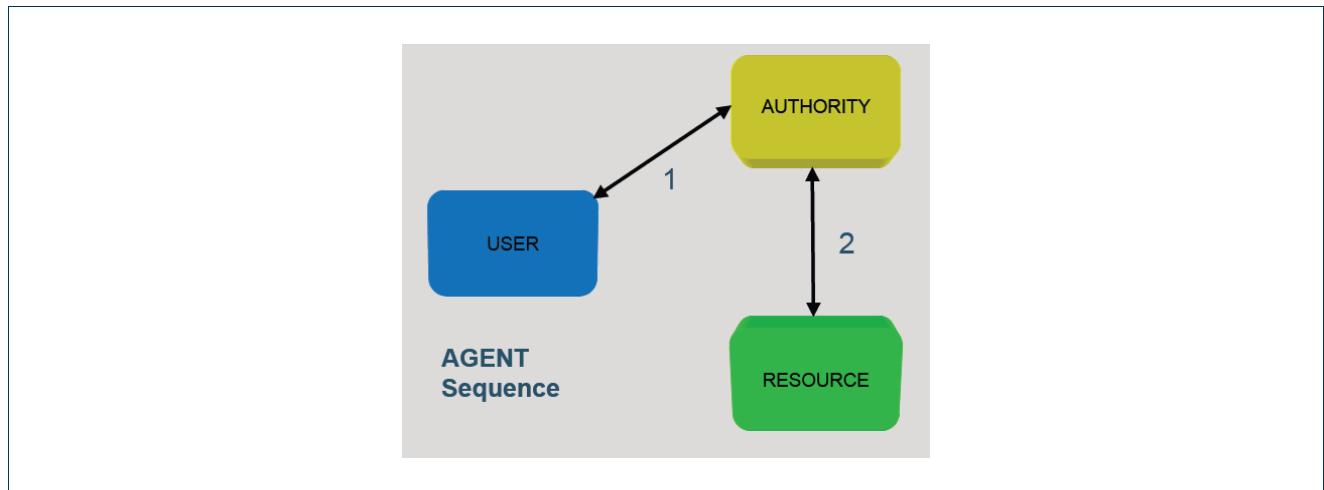 AUTHORITY
1
USER
2
AGENT
Sequence
RESOURCE